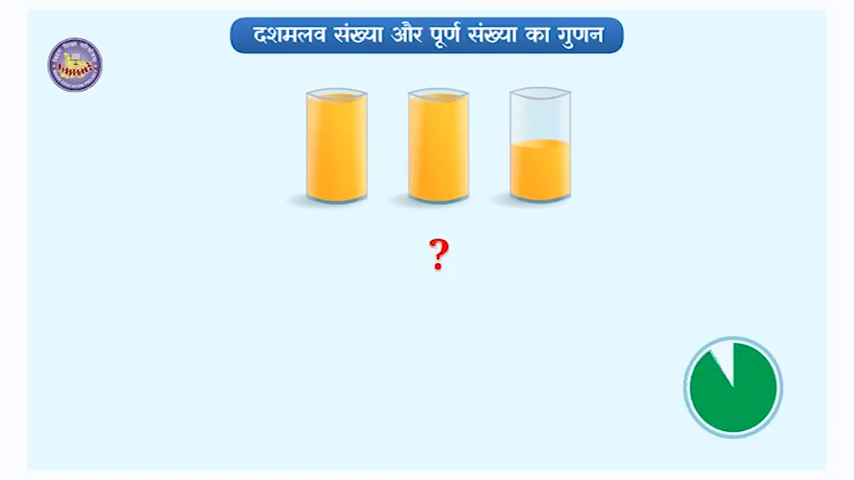 दशमलव संख्या और पूर्ण संख्या का गुणन
?